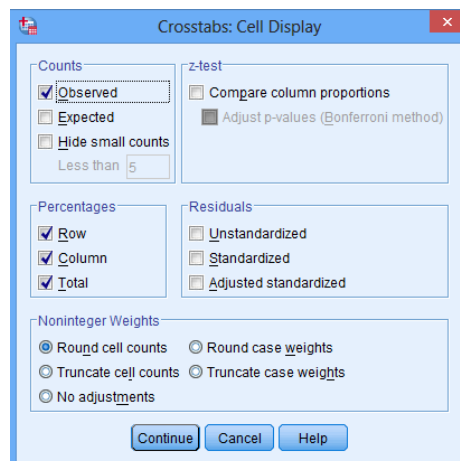 Crosstabs: Cell Display
Counts
Observed
Expected
Hide small counts
Less than 5
z-test
Compare column proportions
Adjust p-values (Bonferroni method)
Percentages
Row
Column
Total
Residuals
Unstandardized
Standardized
Adjusted standardized
Noninteger Weights
Round cell counts
Round case weights
Truncate cell counts
Truncate case weights
No adjustments
Continue
Cancel
Help